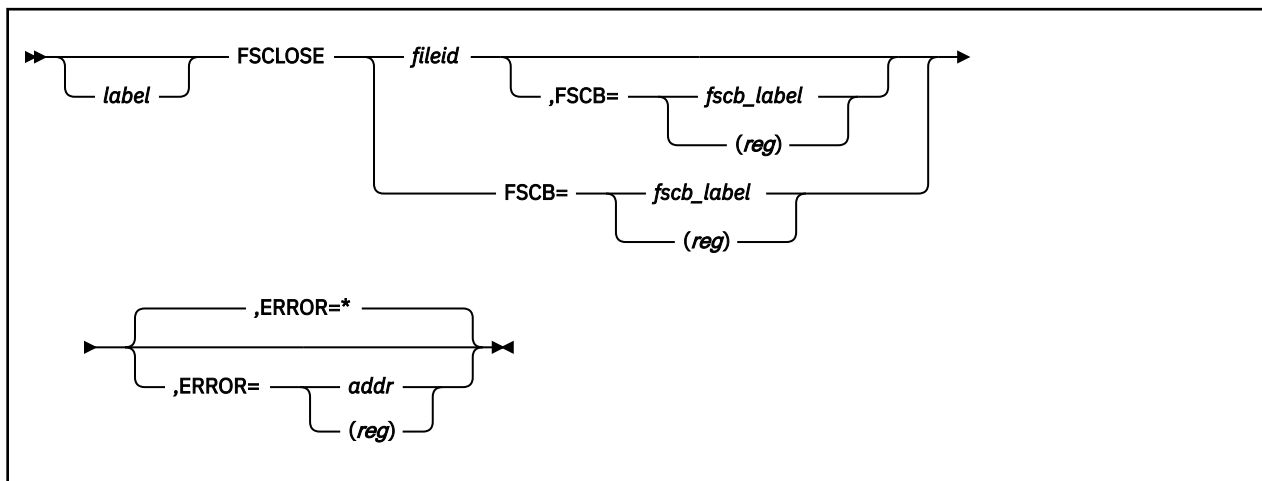 FSCLOSE fileid
label ,FSCB= fscb_label
(reg)
FSCB= fscb_label
(reg)
,ERROR=*
,ERROR= addr
(reg)